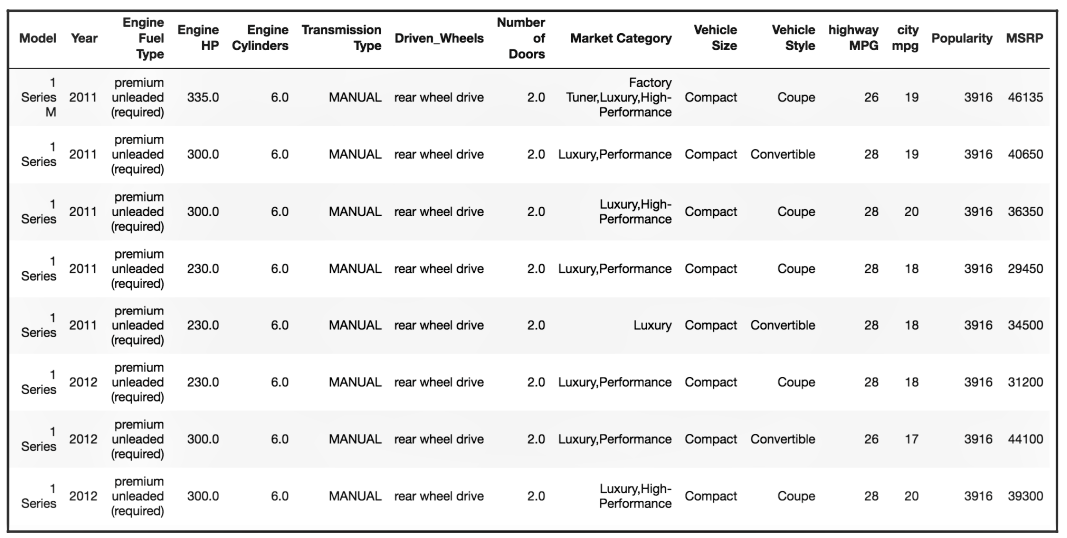 Model Year Engine Fuel Type Engine HP Engine Cylinders Transmission Type Driven_Wheels Number of Doors Market Category Vehicle Size Vehicle Style highway MPG city mpg Popularity MSRP
1 Series M 2011 premium unleaded (required) 335.0 6.0 MANUAL rear wheel drive 2.0 Factory Tuner,Luxury,High-Performance Compact Coupe 26 19 3916 46135
1 Series 2011 premium unleaded (required) 300.0 6.0 MANUAL rear wheel drive 2.0 Luxury,Performance Compact Convertible 28 19 3916 40650
1 Series 2011 premium unleaded (required) 300.0 6.0 MANUAL rear wheel drive 2.0 Luxury,High-Performance Compact Coupe 28 20 3916 36350
1 Series 2011 premium unleaded (required) 230.0 6.0 MANUAL rear wheel drive 2.0 Luxury,Performance Compact Coupe 28 18 3916 29450
1 Series 2011 premium unleaded (required) 230.0 6.0 MANUAL rear wheel drive 2.0 Luxury Compact Convertible 28 18 3916 34500
1 Series 2012 premium unleaded (required) 230.0 6.0 MANUAL rear wheel drive 2.0 Luxury,Performance Compact Coupe 28 18 3916 31200
1 Series 2012 premium unleaded (required) 300.0 6.0 MANUAL rear wheel drive 2.0 Luxury,Performance Compact Convertible 26 17 3916 44100
1 Series 2012 premium unleaded (required) 300.0 6.0 MANUAL rear wheel drive 2.0 Luxury,High-Performance Compact Coupe 28 20 3916 39300